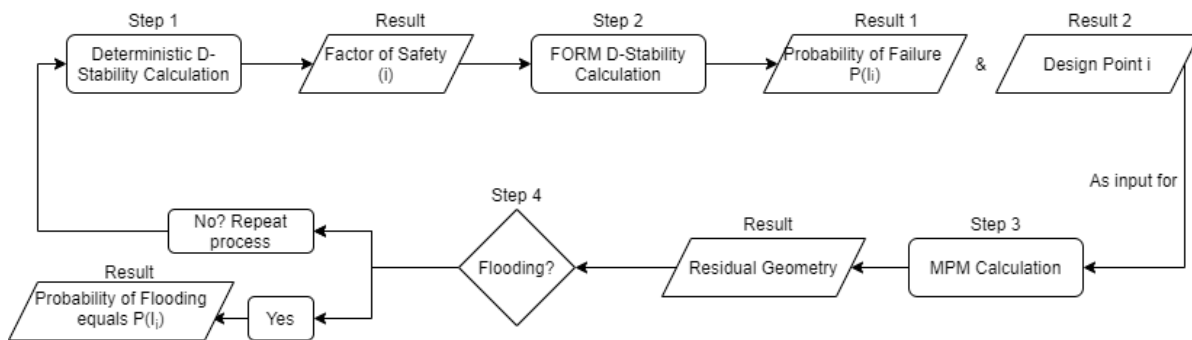 Step 1
Deterministic D-
Stability Calculation
Result
Factor of Safety
(i)
Step 2
FORM D-Stability
Calculation
Result 1
Probability of Failure
P(Iᵢ)
&
Result 2
Design Point i
As input for
Step 3
MPM Calculation
Result
Residual Geometry
Step 4
Flooding?
No? Repeat
process
Yes
Result
Probability of Flooding
equals P(Iᵢ)